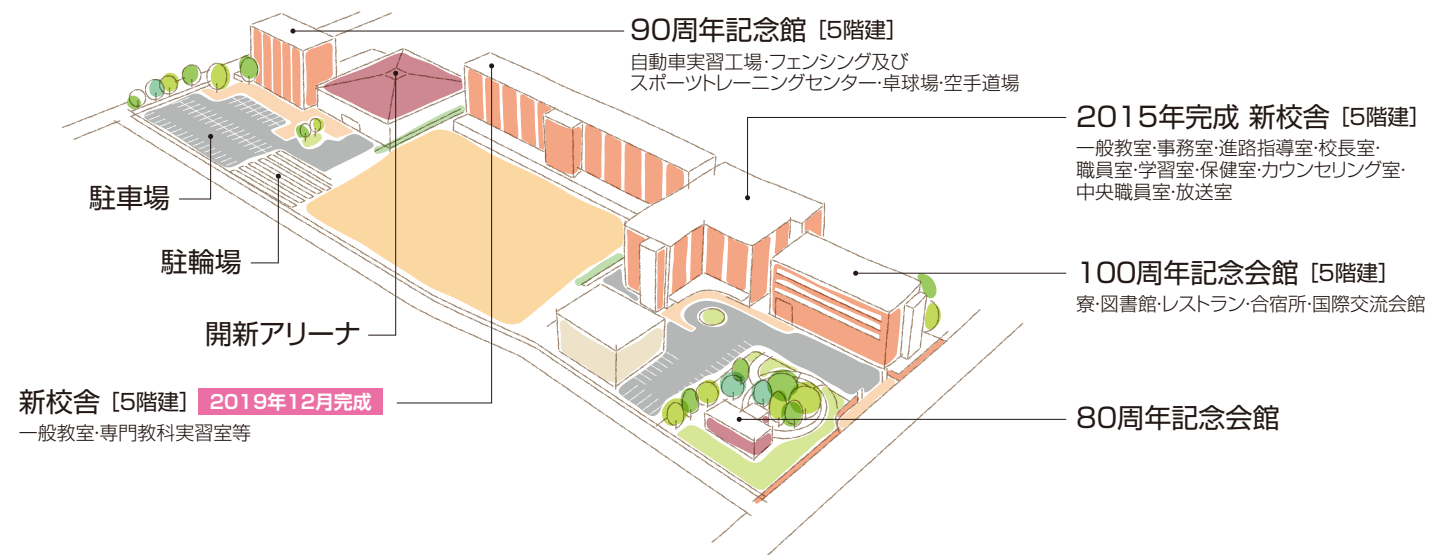 90周年記念館 [5階建]
自動車実習工場・フェンシング及び
スポーツトレーニングセンター・卓球場・空手道場
2015年完成 新校舎 [5階建]
一般教室・事務室・進路指導室・校長室・
職員室・学習室・保健室・カウンセリング室・
中央職員室・放送室
駐車場
駐輪場
100周年記念会館 [5階建]
寮・図書館・レストラン・合宿所・国際交流会館
開新アリーナ
新校舎 [5階建] 2019年12月完成
一般教室・専門教科実習室等
80周年記念会館